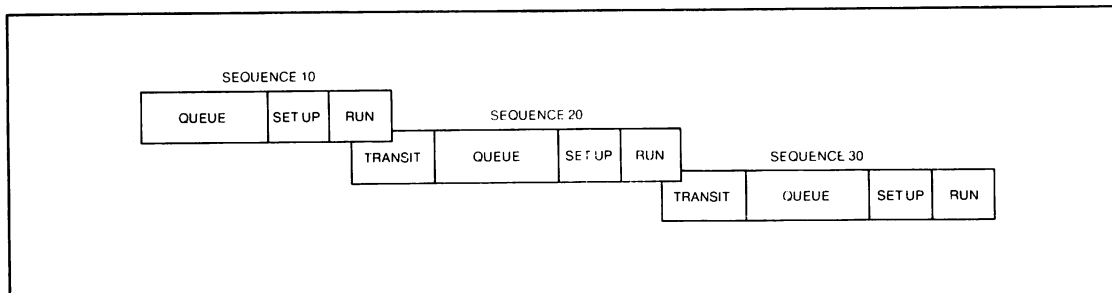 SEQUENCE 10
QUEUE SET UP RUN
SEQUENCE 20
TRANSIT QUEUE SET UP RUN
SEQUENCE 30
TRANSIT QUEUE SET UP RUN